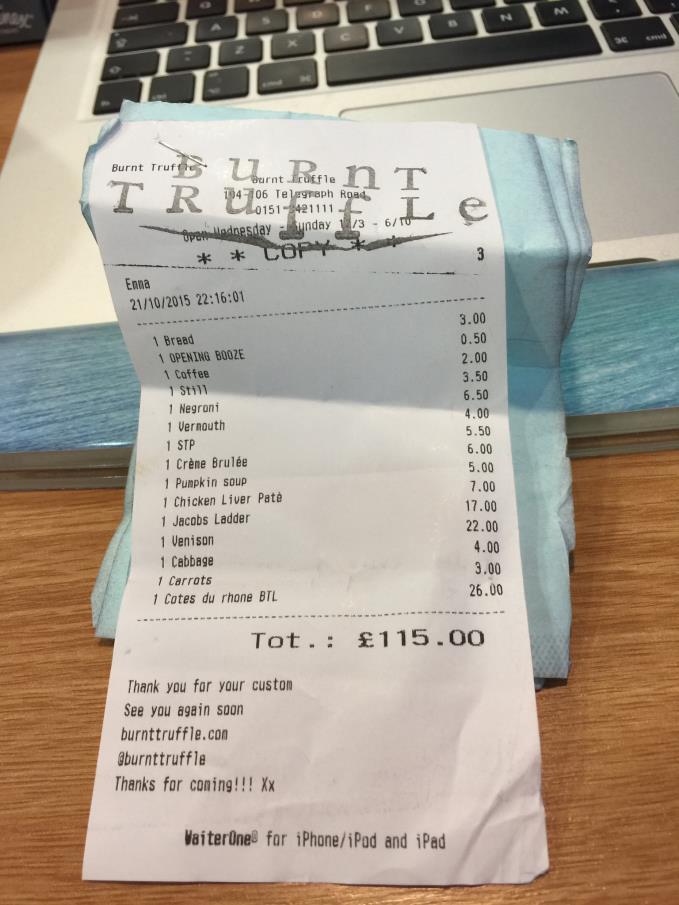 A S D F G H J K L
Z X C V B N M
fn cmd cmd
Burnt Truffle
BURnT
TRuffLe
Burnt Truffle
Telegraph Road
0151
Open Wednesday - Sunday - 6/10
* * COPY * *
3
Emma
21/10/2015 22:16:01
1 Bread 3.00
1 OPENING BOOZE 0.50
1 Coffee 2.00
1 Still 3.50
1 Negroni 6.50
1 Vermouth 4.00
1 STP 5.50
1 Crème Brulée 6.00
1 Pumpkin soup 5.00
1 Chicken Liver Patè 7.00
1 Jacobs Ladder 17.00
1 Venison 22.00
1 Cabbage 4.00
1 Carrots 3.00
1 Cotes du rhone BTL 26.00
Tot.: £115.00
Thank you for your custom
See you again soon
burnttruffle.com
@burnttruffle
Thanks for coming!!! Xx
WaiterOne® for iPhone/iPod and iPad